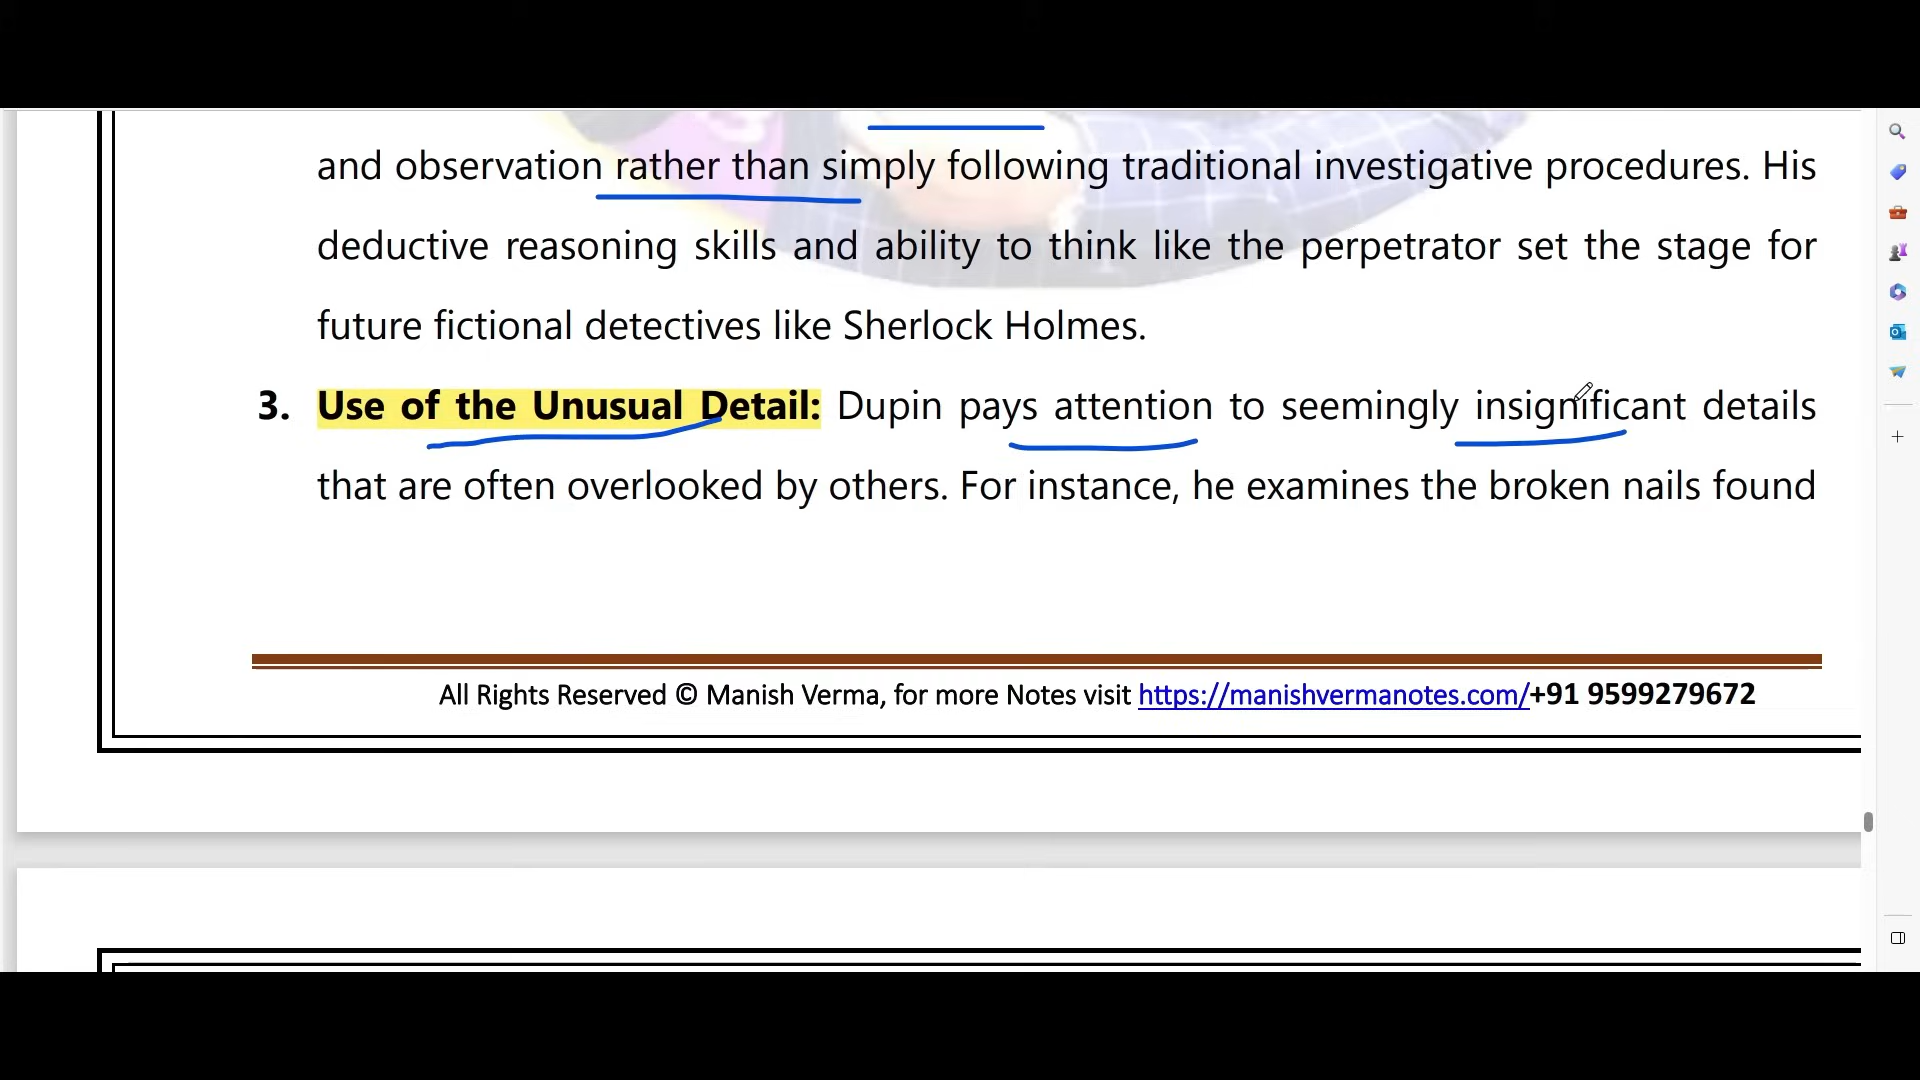 and observation rather than simply following traditional investigative procedures. His
deductive reasoning skills and ability to think like the perpetrator set the stage for
future fictional detectives like Sherlock Holmes.
3. Use of the Unusual Detail: Dupin pays attention to seemingly insignificant details
that are often overlooked by others. For instance, he examines the broken nails found
All Rights Reserved © Manish Verma, for more Notes visit https://manishvermanotes.com/+91 9599279672